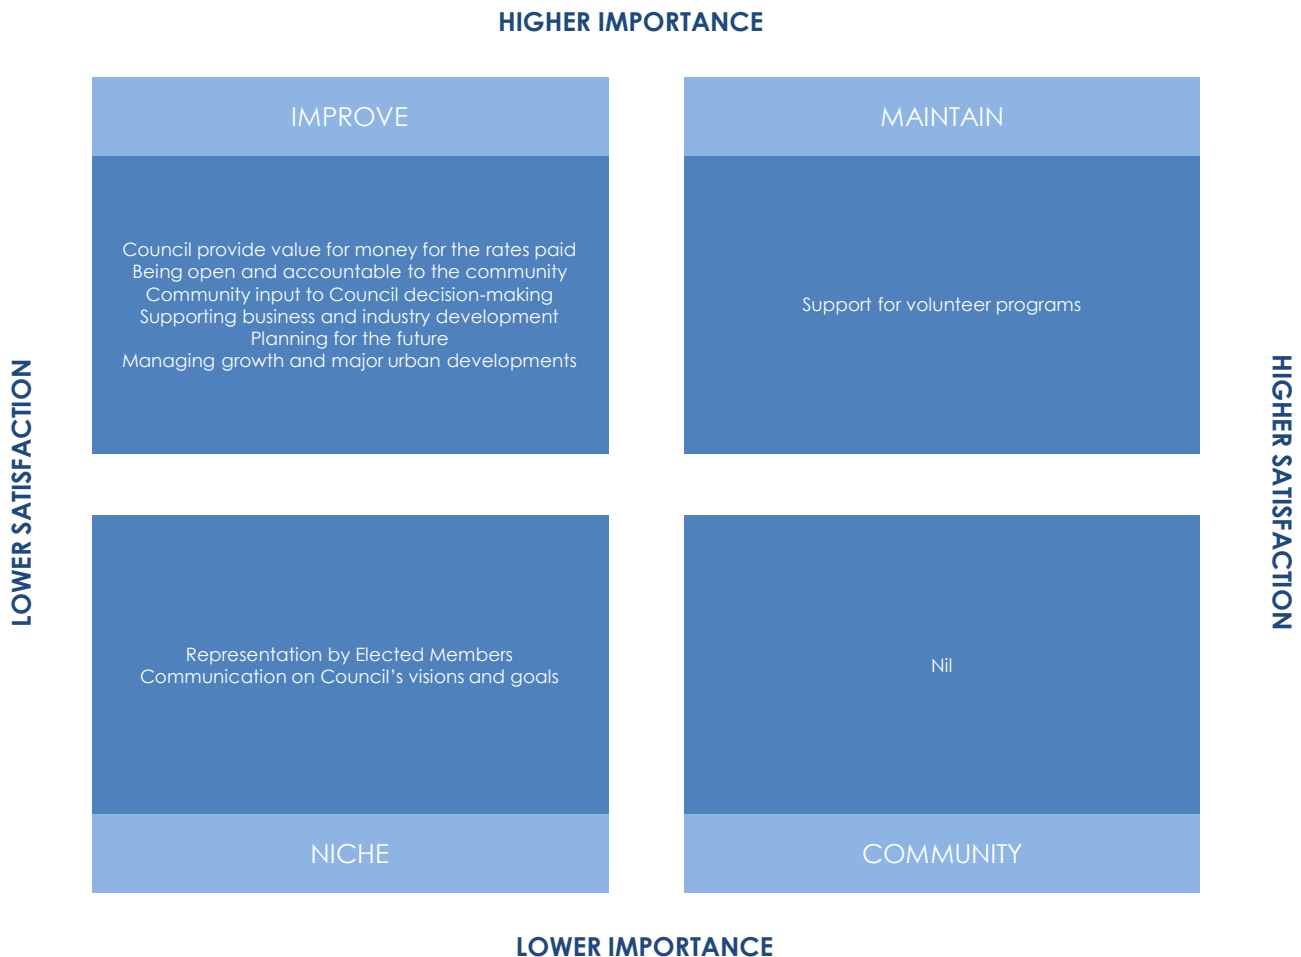 HIGHER IMPORTANCE
IMPROVE
MAINTAIN
Council provide value for money for the rates paid
Being open and accountable to the community
Community input to Council decision-making
Supporting business and industry development
Planning for the future
Managing growth and major urban developments
Support for volunteer programs
LOWER SATISFACTION
HIGHER SATISFACTION
Representation by Elected Members
Communication on Council’s visions and goals
Nil
NICHE
COMMUNITY
LOWER IMPORTANCE